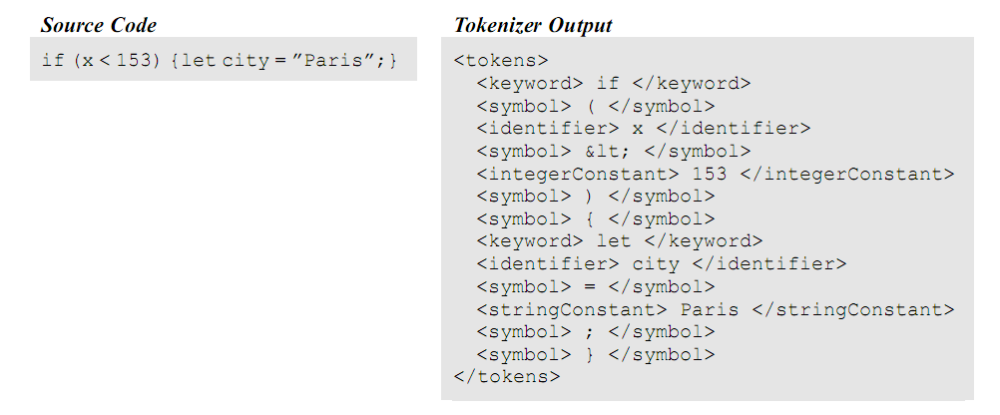 Source Code
if (x < 153) {let city = ″Paris″;}
Tokenizer Output
<tokens>
<keyword> if </keyword>
<symbol> ( </symbol>
<identifier> x </identifier>
<symbol> &lt; </symbol>
<integerConstant> 153 </integerConstant>
<symbol> ) </symbol>
<symbol> { </symbol>
<keyword> let </keyword>
<identifier> city </identifier>
<symbol> = </symbol>
<stringConstant> Paris </stringConstant>
<symbol> ; </symbol>
<symbol> } </symbol>
</tokens>